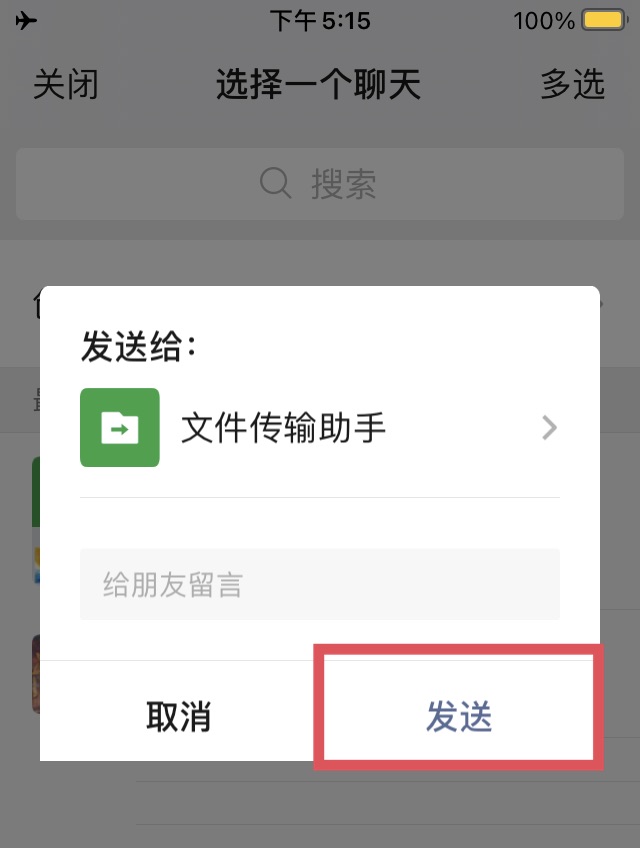 下午5:15
100%
关闭
选择一个聊天
多选
搜索
发送给：
文件传输助手
给朋友留言
取消
发送